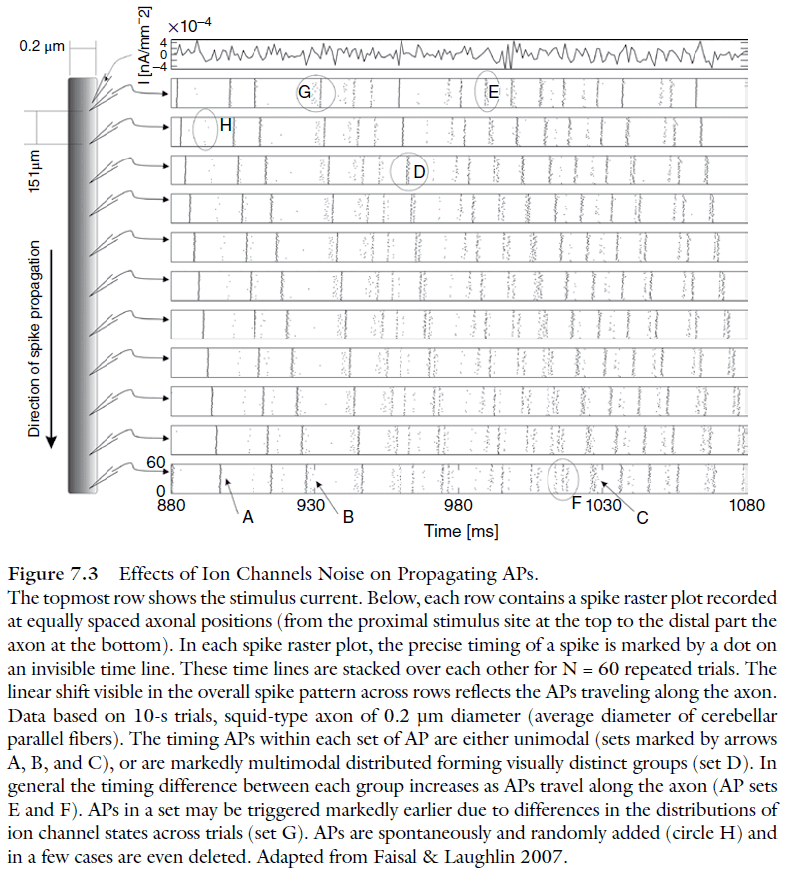 ×10−4
0.2 μm
I [nA/mm−2]
4
0
−4
G
E
H
D
151μm
Direction of spike propagation
60
0
880
930
980
F 1030
1080
A
B
C
Time [ms]
Figure 7.3 Effects of Ion Channels Noise on Propagating APs.
The topmost row shows the stimulus current. Below, each row contains a spike raster plot recorded
at equally spaced axonal positions (from the proximal stimulus site at the top to the distal part the
axon at the bottom). In each spike raster plot, the precise timing of a spike is marked by a dot on
an invisible time line. These time lines are stacked over each other for N = 60 repeated trials. The
linear shift visible in the overall spike pattern across rows reflects the APs traveling along the axon.
Data based on 10-s trials, squid-type axon of 0.2 μm diameter (average diameter of cerebellar
parallel fibers). The timing APs within each set of AP are either unimodal (sets marked by arrows
A, B, and C), or are markedly multimodal distributed forming visually distinct groups (set D). In
general the timing difference between each group increases as APs travel along the axon (AP sets
E and F). APs in a set may be triggered markedly earlier due to differences in the distributions of
ion channel states across trials (set G). APs are spontaneously and randomly added (circle H) and
in a few cases are even deleted. Adapted from Faisal & Laughlin 2007.